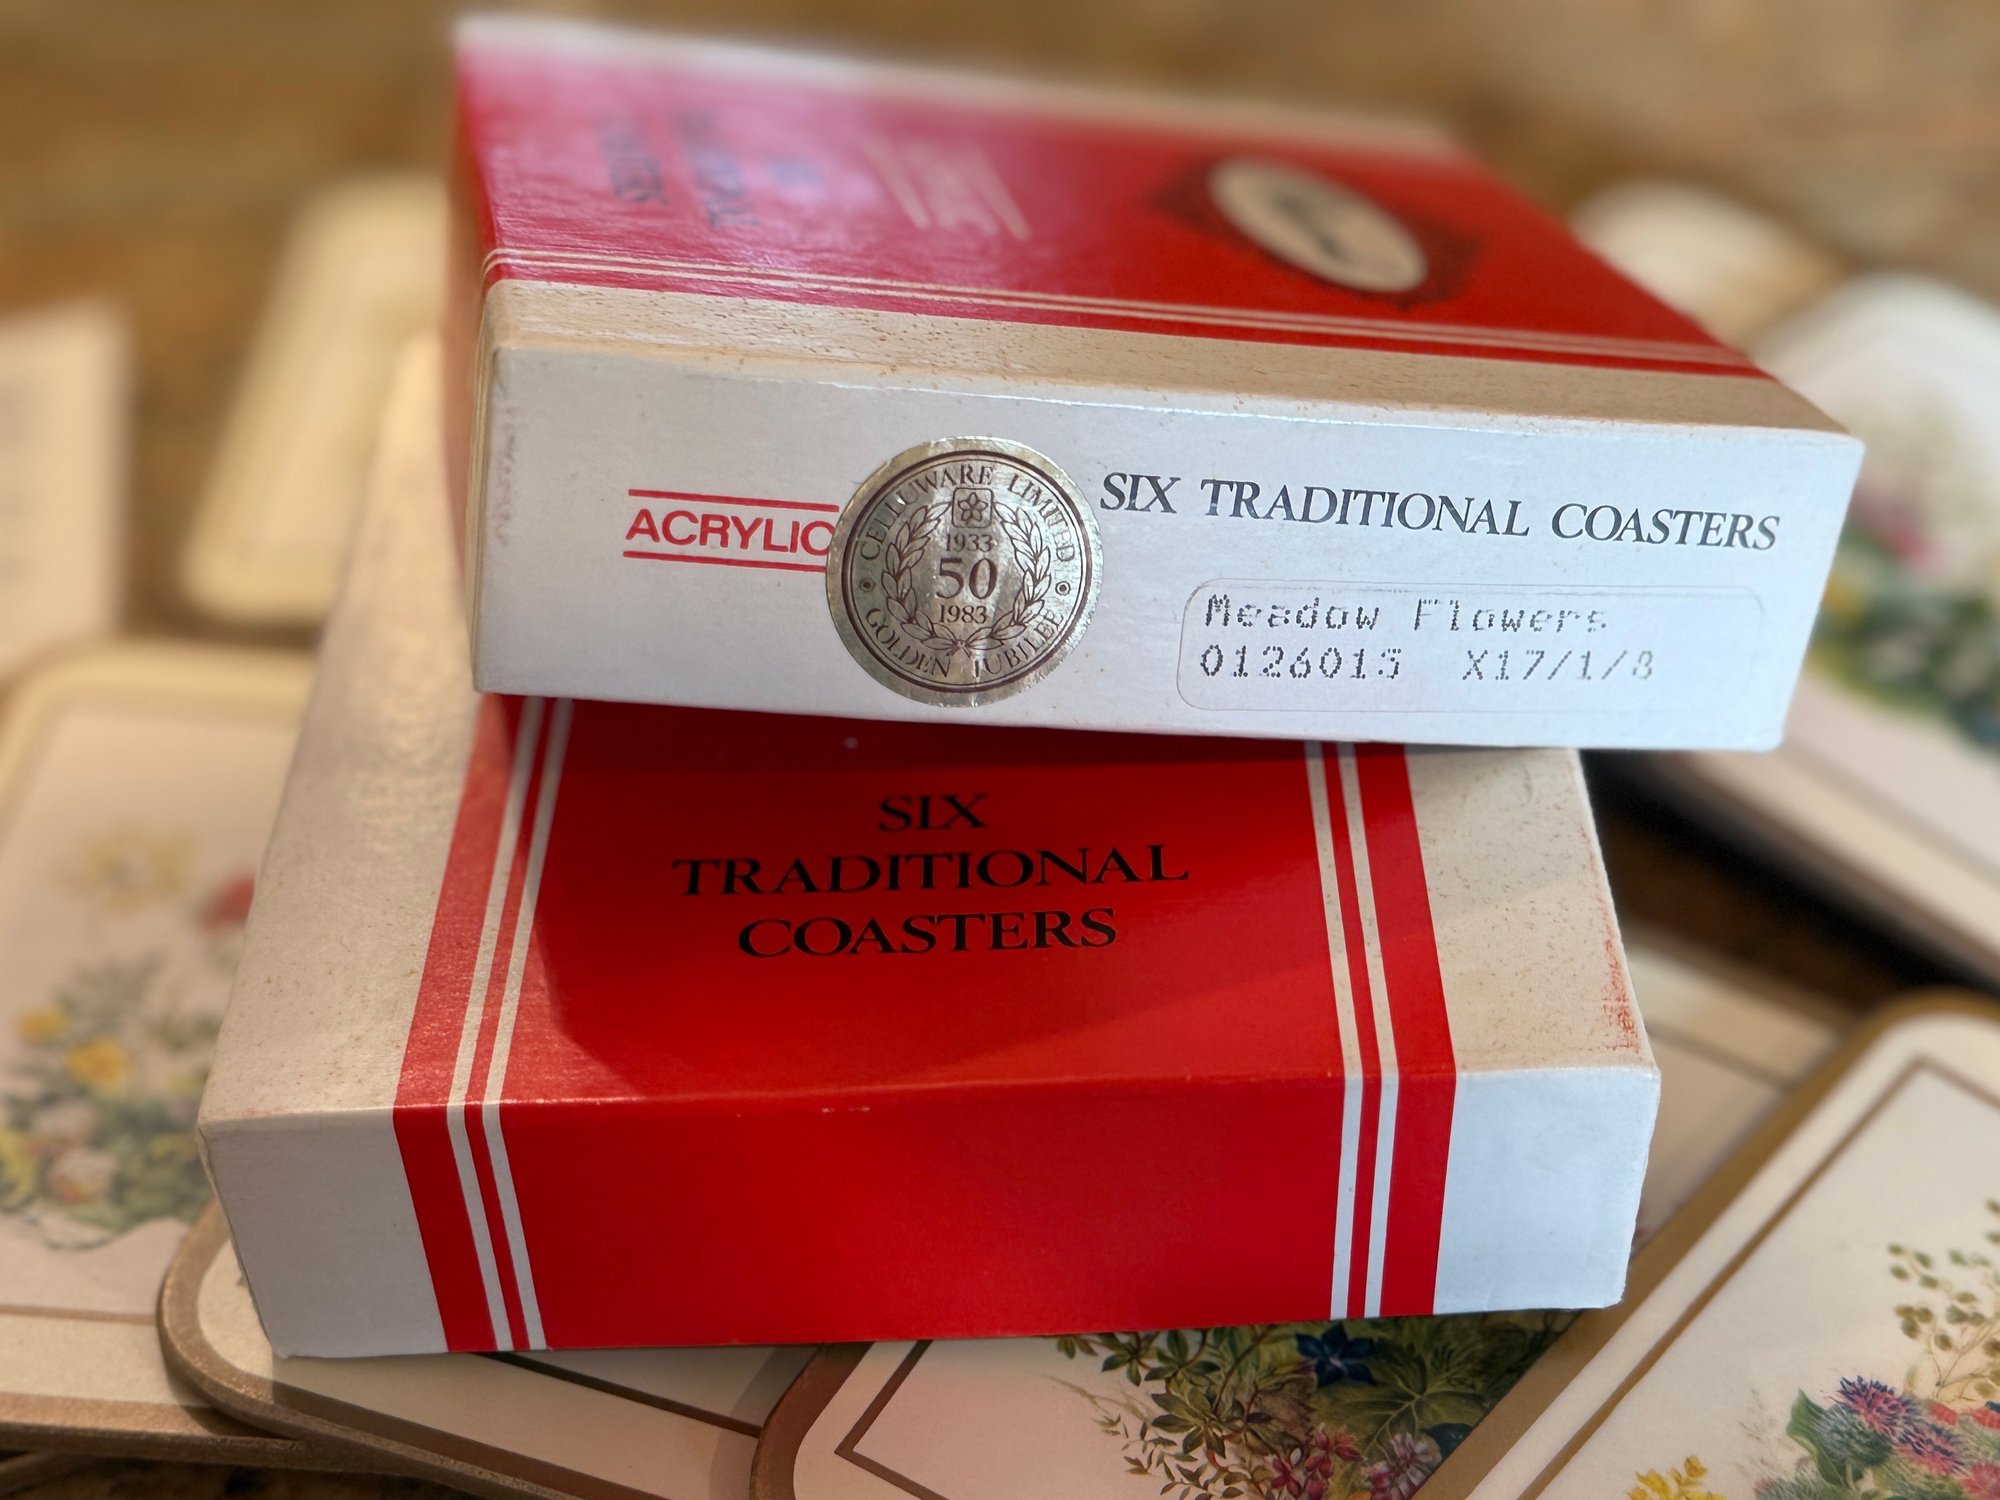 ACRYLIC
CELLUWARE LIMITED
1933
50
1983
GOLDEN JUBILEE
SIX TRADITIONAL COASTERS
Meadow Flowers
0126015 X17/1/8
SIX
TRADITIONAL
COASTERS